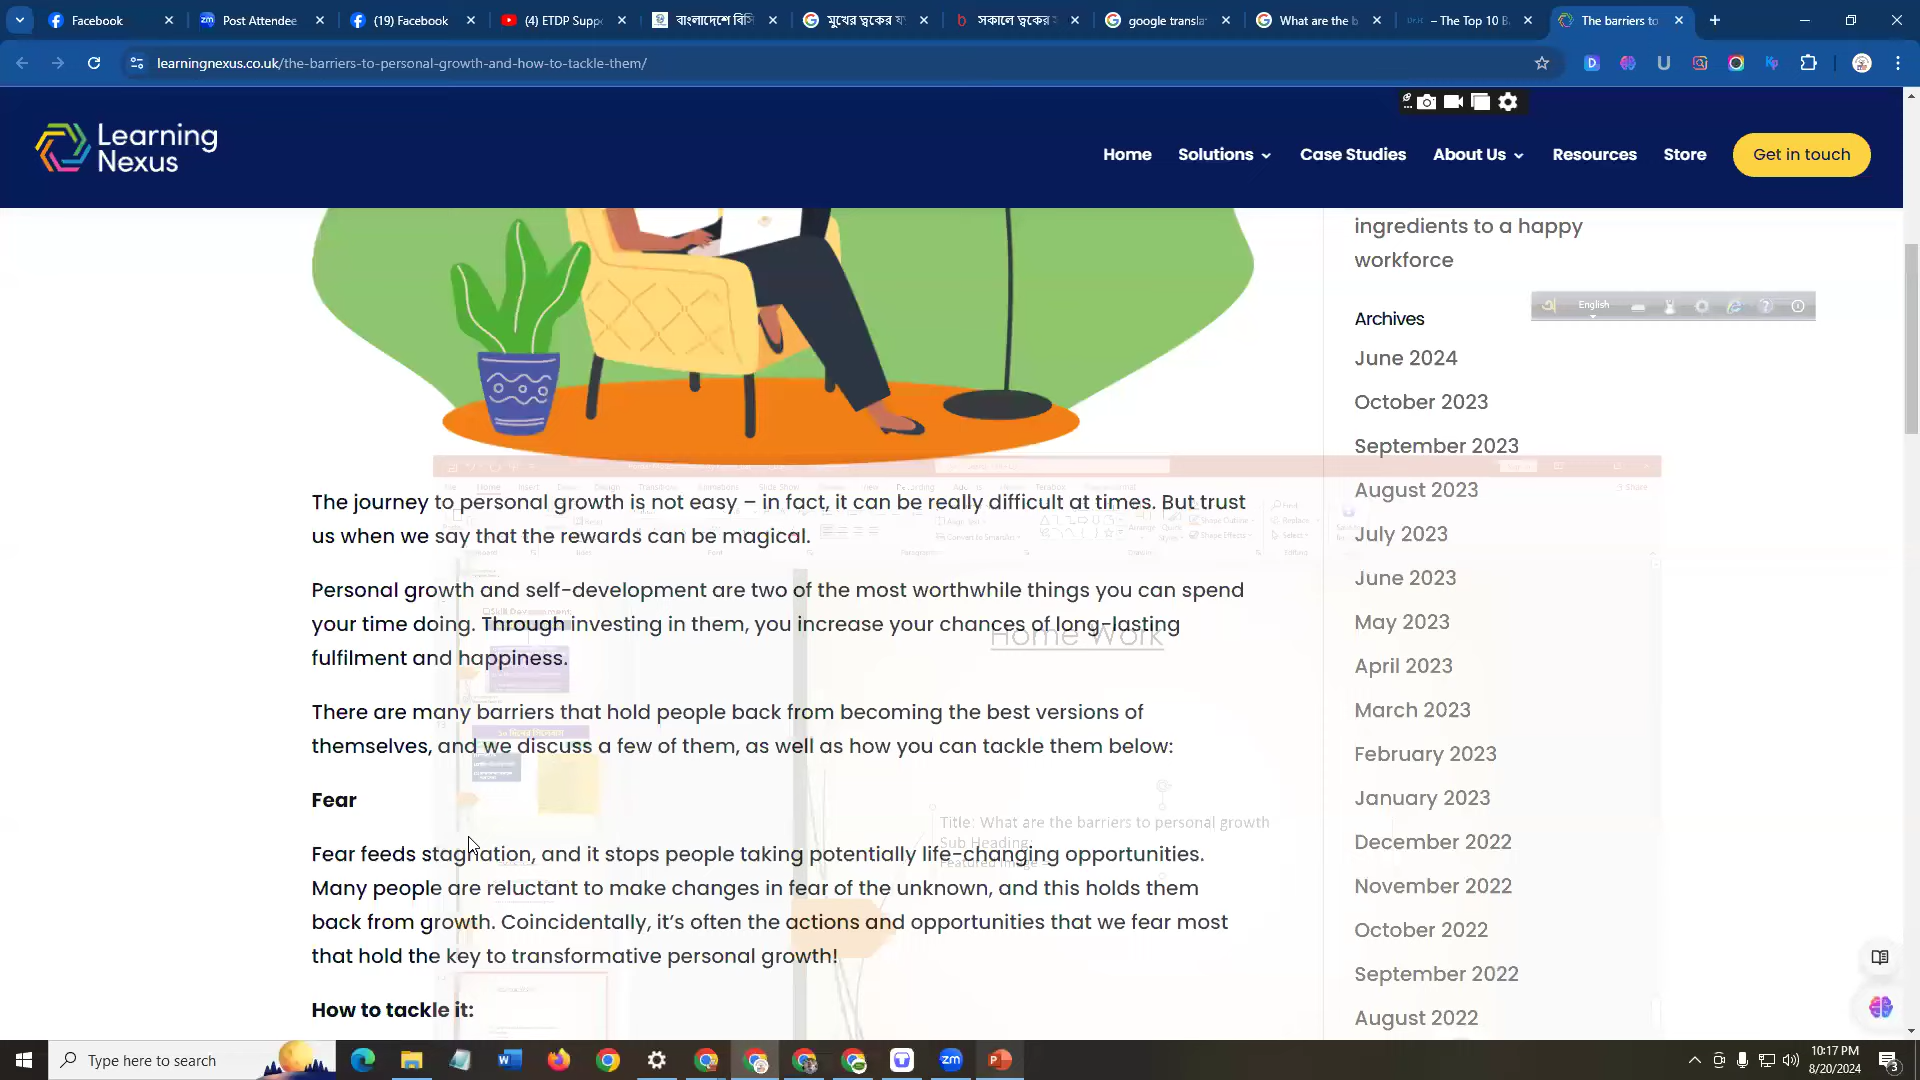 Facebook
Post Attendee
(19) Facebook
(4) ETDP Supp
বাংলাদেশে বিসি
মুখের ত্বকের য
সকালে ত্বকের
google transla
What are the b
– The Top 10 B
The barriers to
learningnexus.co.uk/the-barriers-to-personal-growth-and-how-to-tackle-them/
Learning
Nexus
Home
Solutions
Case Studies
About Us
Resources
Store
Get in touch
ingredients to a happy
workforce
English
Archives
June 2024
October 2023
September 2023
August 2023
July 2023
June 2023
May 2023
April 2023
March 2023
February 2023
January 2023
December 2022
November 2022
October 2022
September 2022
August 2022
The journey to personal growth is not easy – in fact, it can be really difficult at times. But trust
us when we say that the rewards can be magical.
Personal growth and self-development are two of the most worthwhile things you can spend
your time doing. Through investing in them, you increase your chances of long-lasting
fulfilment and happiness.
There are many barriers that hold people back from becoming the best versions of
themselves, and we discuss a few of them, as well as how you can tackle them below:
Fear
Fear feeds stagnation, and it stops people taking potentially life-changing opportunities.
Many people are reluctant to make changes in fear of the unknown, and this holds them
back from growth. Coincidentally, it's often the actions and opportunities that we fear most
that hold the key to transformative personal growth!
How to tackle it:
Home Work
Title: What are the barriers to personal growth
Sub Heading:
Featured Image
Type here to search
10:17 PM
8/20/2024